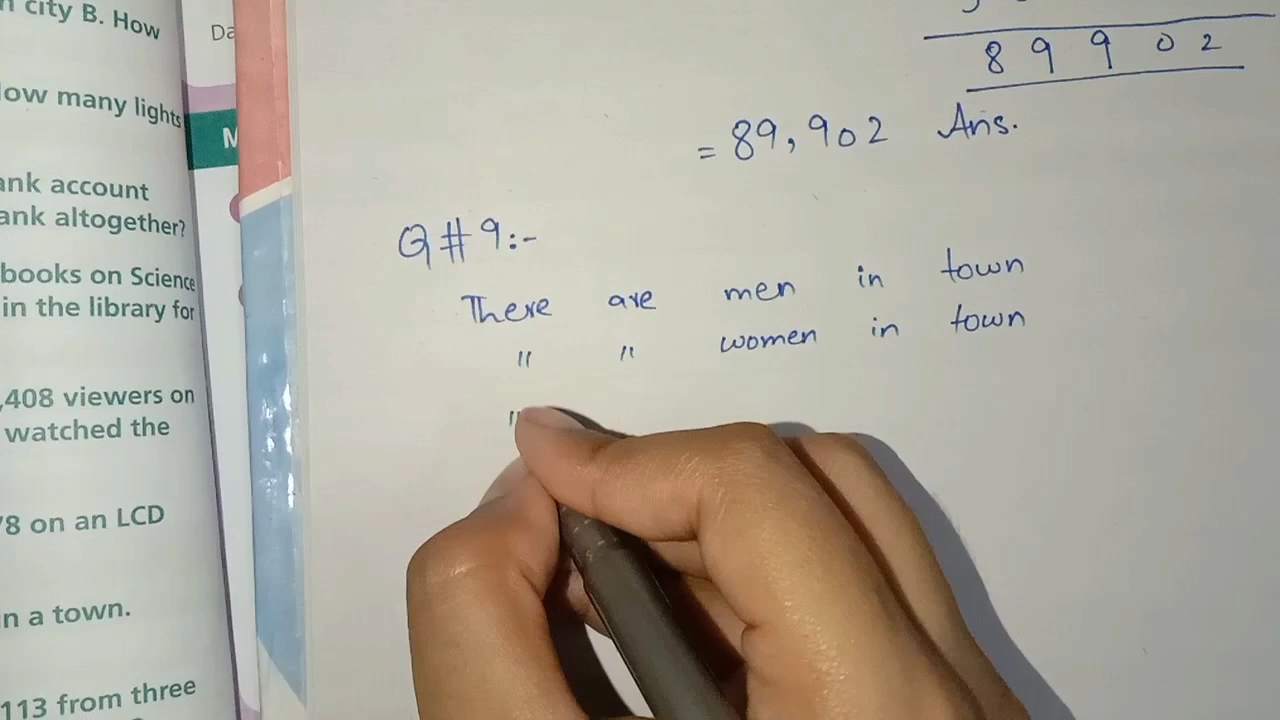 city B. How
ow many lights
ank account
ank altogether?
books on Science
in the library for
,408 viewers on
watched the
8 on an LCD
n a town.
113 from three
Da
M
8 9 9 0 2
= 89,902 Ans.
Q # 9:-
There are men in town
" " women in town
"